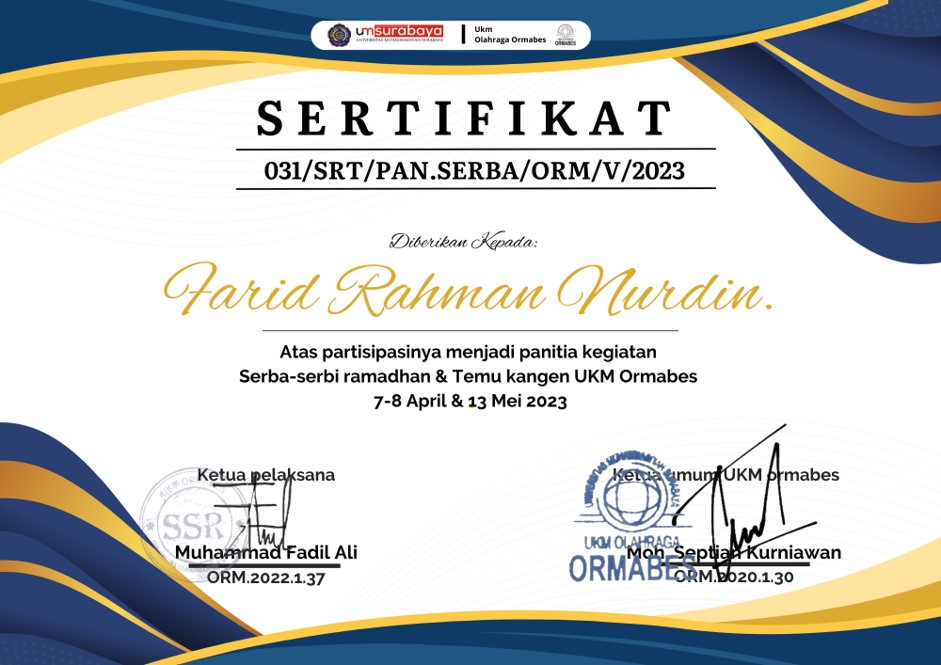 umsurabaya
UNIVERSITAS MUHAMMADIYAH SURABAYA
Ukm
Olahraga Ormabes
ORMABES
SERTIFIKAT
031/SRT/PAN.SERBA/ORM/V/2023
Diberikan Kepada:
Farid Rahman Nurdin.
Atas partisipasinya menjadi panitia kegiatan
Serba-serbi ramadhan & Temu kangen UKM Ormabes
7-8 April & 13 Mei 2023
Ketua pelaksana
SSR
Muhammad Fadil Ali
ORM.2022.1.37
Ketua umum UKM ormabes
UKM OLAHRAGA
ORMABES
Moh. Septian Kurniawan
ORM.2020.1.30